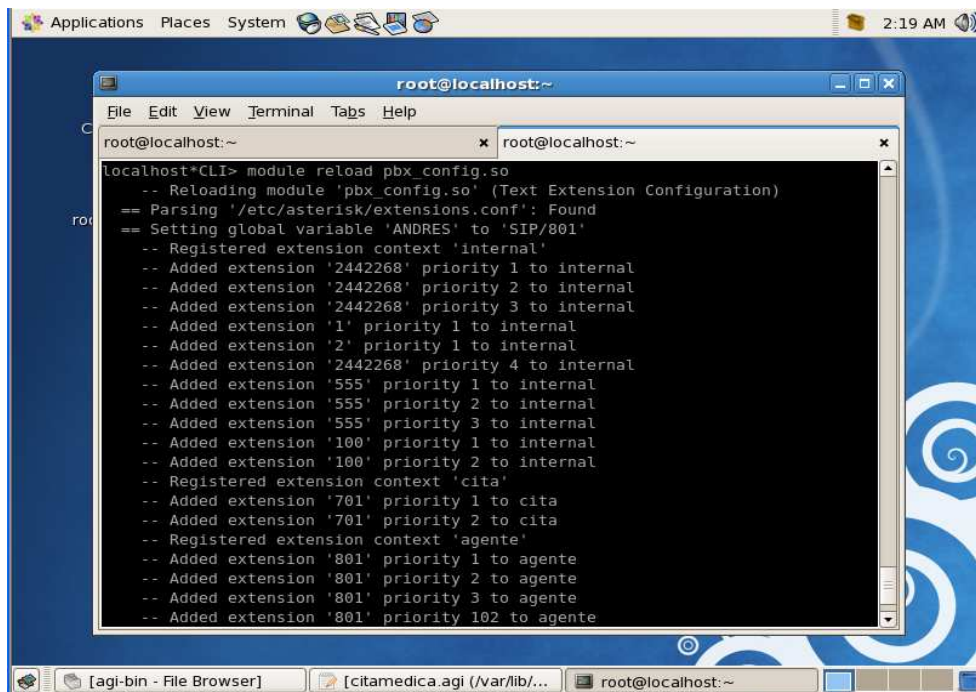 Applications Places System 2:19 AM
root@localhost:~
File Edit View Terminal Tabs Help
root@localhost:~ root@localhost:~
localhost*CLI> module reload pbx_config.so
-- Reloading module 'pbx_config.so' (Text Extension Configuration)
== Parsing '/etc/asterisk/extensions.conf': Found
== Setting global variable 'ANDRES' to 'SIP/801'
-- Registered extension context 'internal'
-- Added extension '2442268' priority 1 to internal
-- Added extension '2442268' priority 2 to internal
-- Added extension '2442268' priority 3 to internal
-- Added extension '1' priority 1 to internal
-- Added extension '2' priority 1 to internal
-- Added extension '2442268' priority 4 to internal
-- Added extension '555' priority 1 to internal
-- Added extension '555' priority 2 to internal
-- Added extension '555' priority 3 to internal
-- Added extension '100' priority 1 to internal
-- Added extension '100' priority 2 to internal
-- Registered extension context 'cita'
-- Added extension '701' priority 1 to cita
-- Added extension '701' priority 2 to cita
-- Registered extension context 'agente'
-- Added extension '801' priority 1 to agente
-- Added extension '801' priority 2 to agente
-- Added extension '801' priority 3 to agente
-- Added extension '801' priority 102 to agente
[agi-bin - File Browser] [citamedica.agi (/var/lib/... root@localhost:~